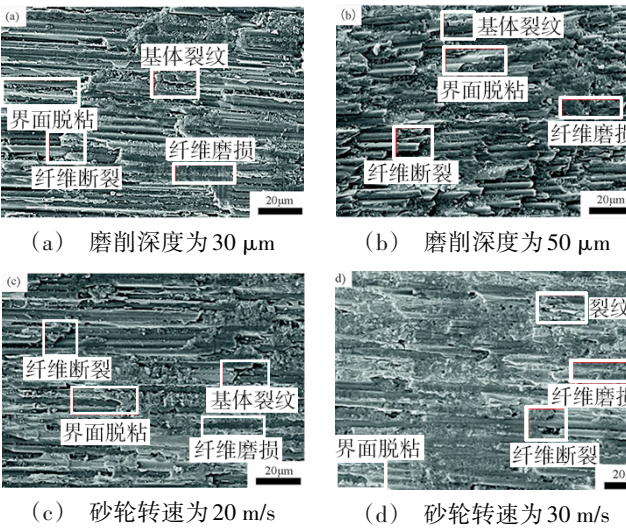 (a)
基体裂纹
界面脱粘
纤维磨损
纤维断裂
20μm
(a) 磨削深度为 30 μm
(b)
基体裂纹
界面脱粘
纤维磨损
纤维断裂
20μm
(b) 磨削深度为 50 μm
(c)
纤维断裂
基体裂纹
界面脱粘
纤维磨损
20μm
(c) 砂轮转速为 20 m/s
d)
裂纹
纤维磨损
界面脱粘
纤维断裂
20
(d) 砂轮转速为 30 m/s